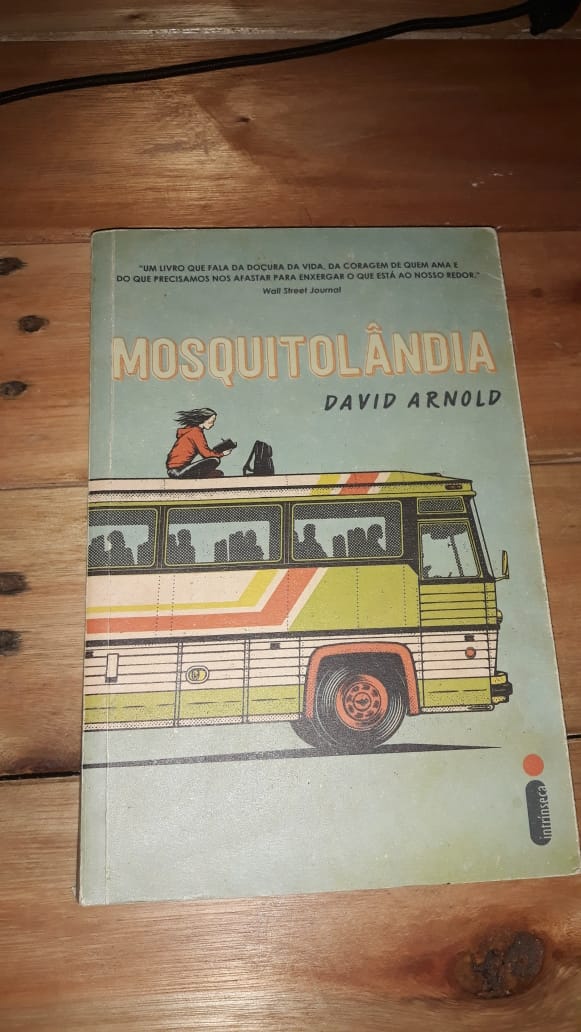 "UM LIVRO QUE FALA DA DOÇURA DA VIDA, DA CORAGEM DE QUEM AMA E
DO QUE PRECISAMOS NOS AFASTAR PARA ENXERGAR O QUE ESTÁ AO NOSSO REDOR."
Wall Street Journal
MOSQUITOLÂNDIA
DAVID ARNOLD
intrínseca